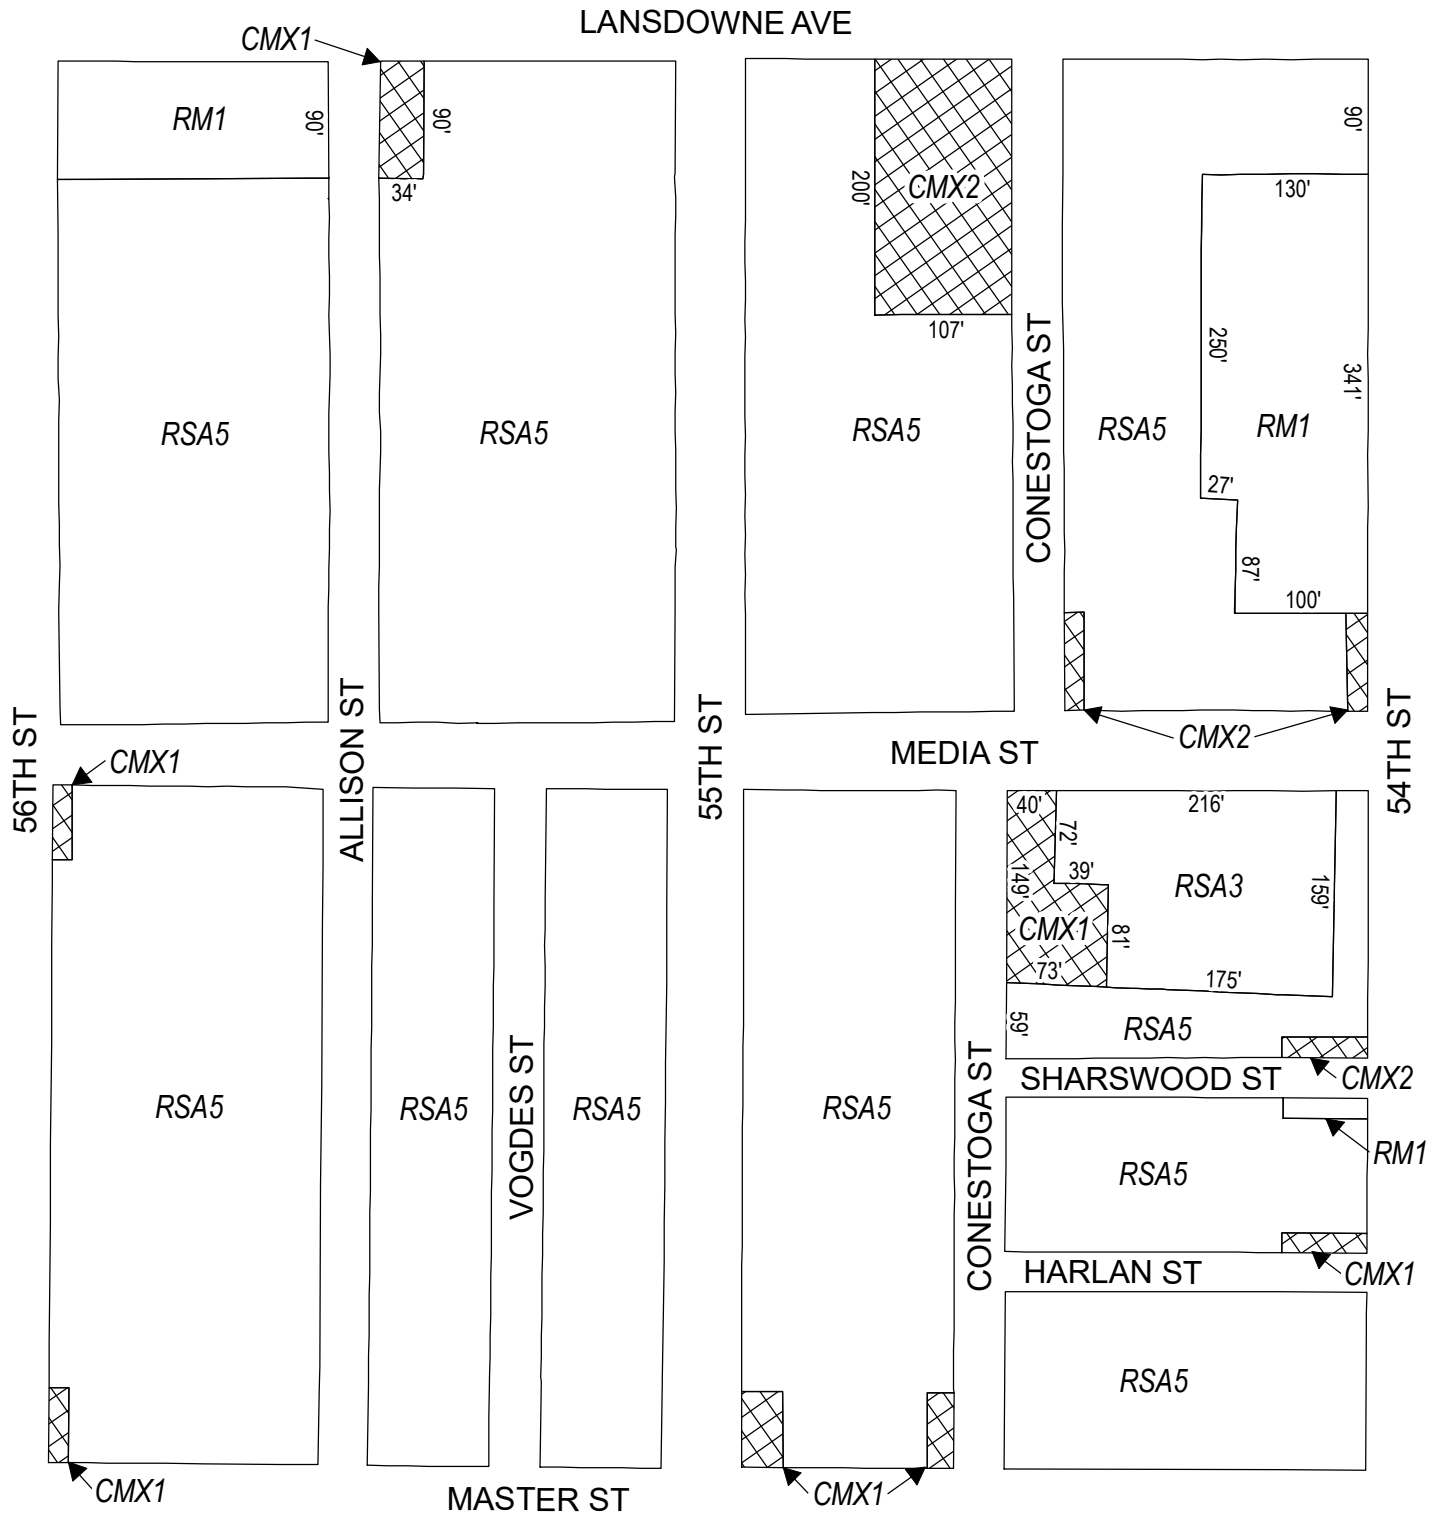 LANSDOWNE AVE
CMX1
RM1
90'
90'
34'
200'
CMX2
107'
90'
130'
250'
341'
RSA5
RSA5
RSA5
RSA5
RM1
CONESTOGA ST
27'
87'
100'
56TH ST
ALLISON ST
55TH ST
54TH ST
CMX2
MEDIA ST
CMX1
40'
216'
72'
39'
149'
RSA3
159'
CMX1
81'
73'
175'
59'
RSA5
SHARSWOOD ST
CMX2
RSA5
RSA5
VOGDES ST
RSA5
RSA5
CONESTOGA ST
RM1
RSA5
HARLAN ST
CMX1
RSA5
CMX1
MASTER ST
CMX1